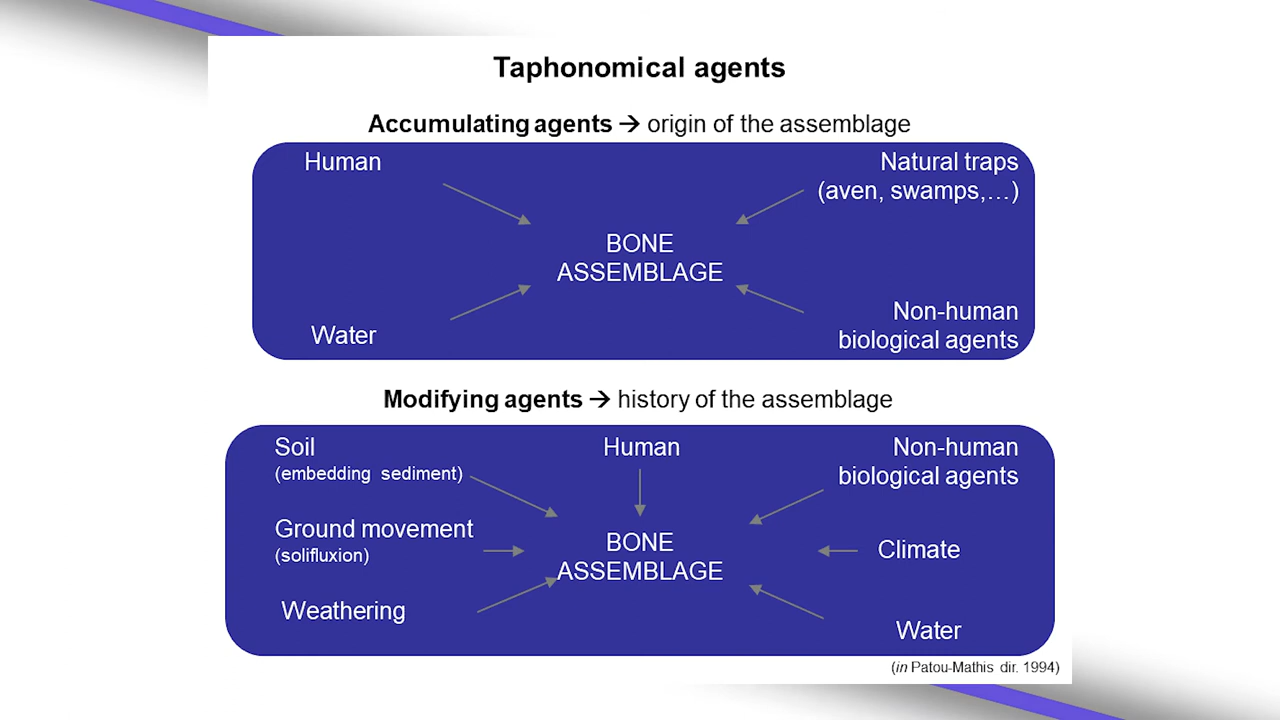 Taphonomical agents
Accumulating agents → origin of the assemblage
Human
Natural traps
(aven, swamps,…)
BONE
ASSEMBLAGE
Water
Non-human
biological agents
Modifying agents → history of the assemblage
Soil
(embedding sediment)
Human
Non-human
biological agents
Ground movement
(solifluxion)
BONE
ASSEMBLAGE
Climate
Weathering
Water
(in Patou-Mathis dir. 1994)